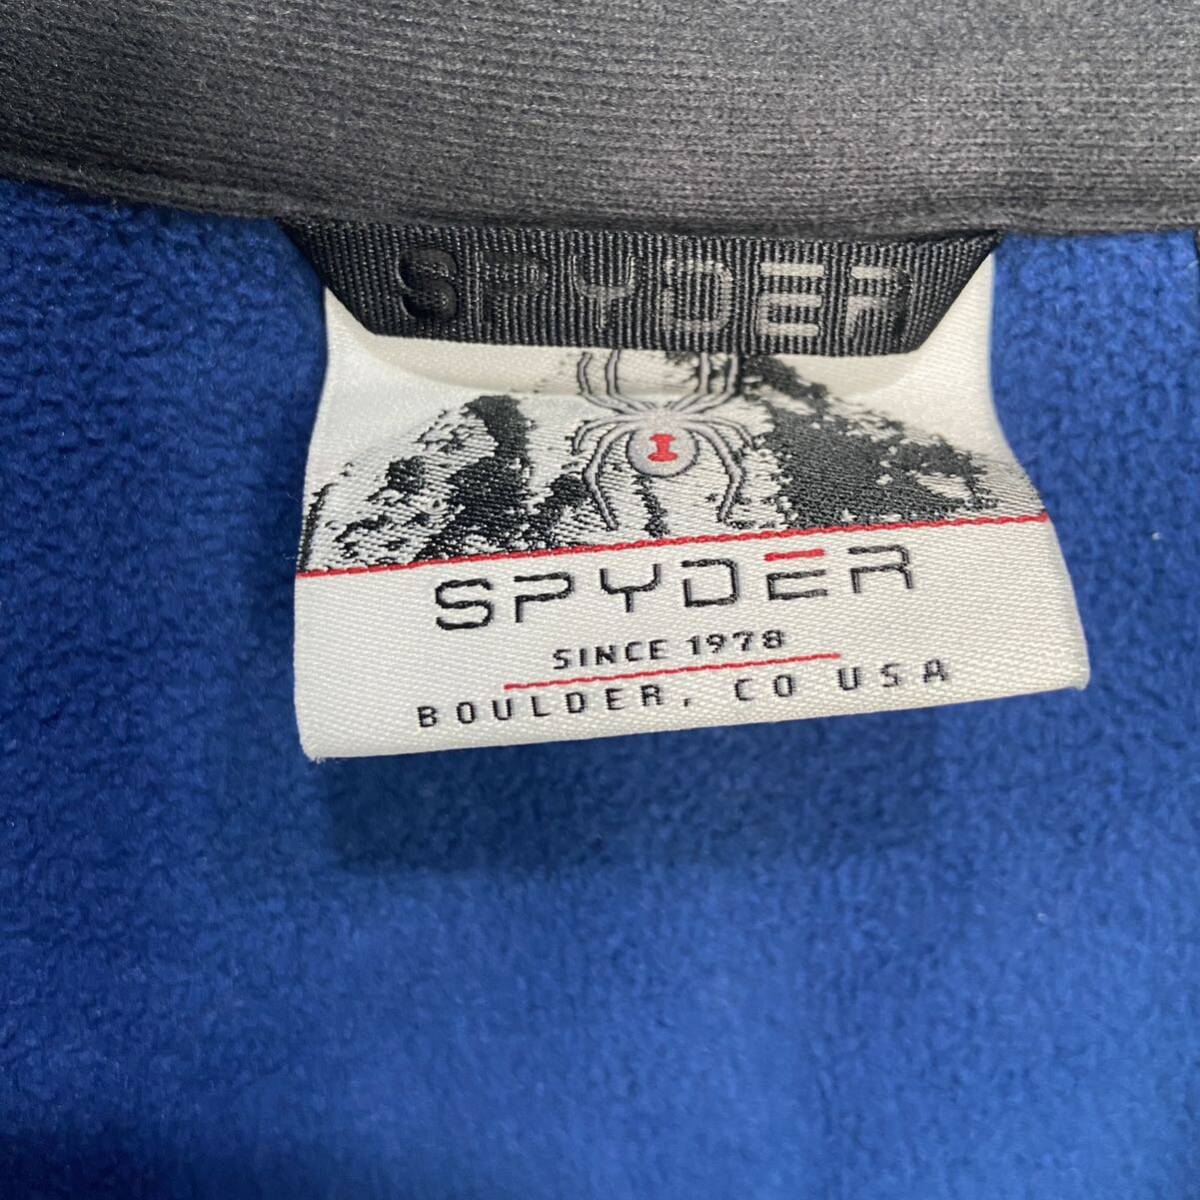 SPYDER
SPYDER
SINCE 1978
BOULDER, CO USA